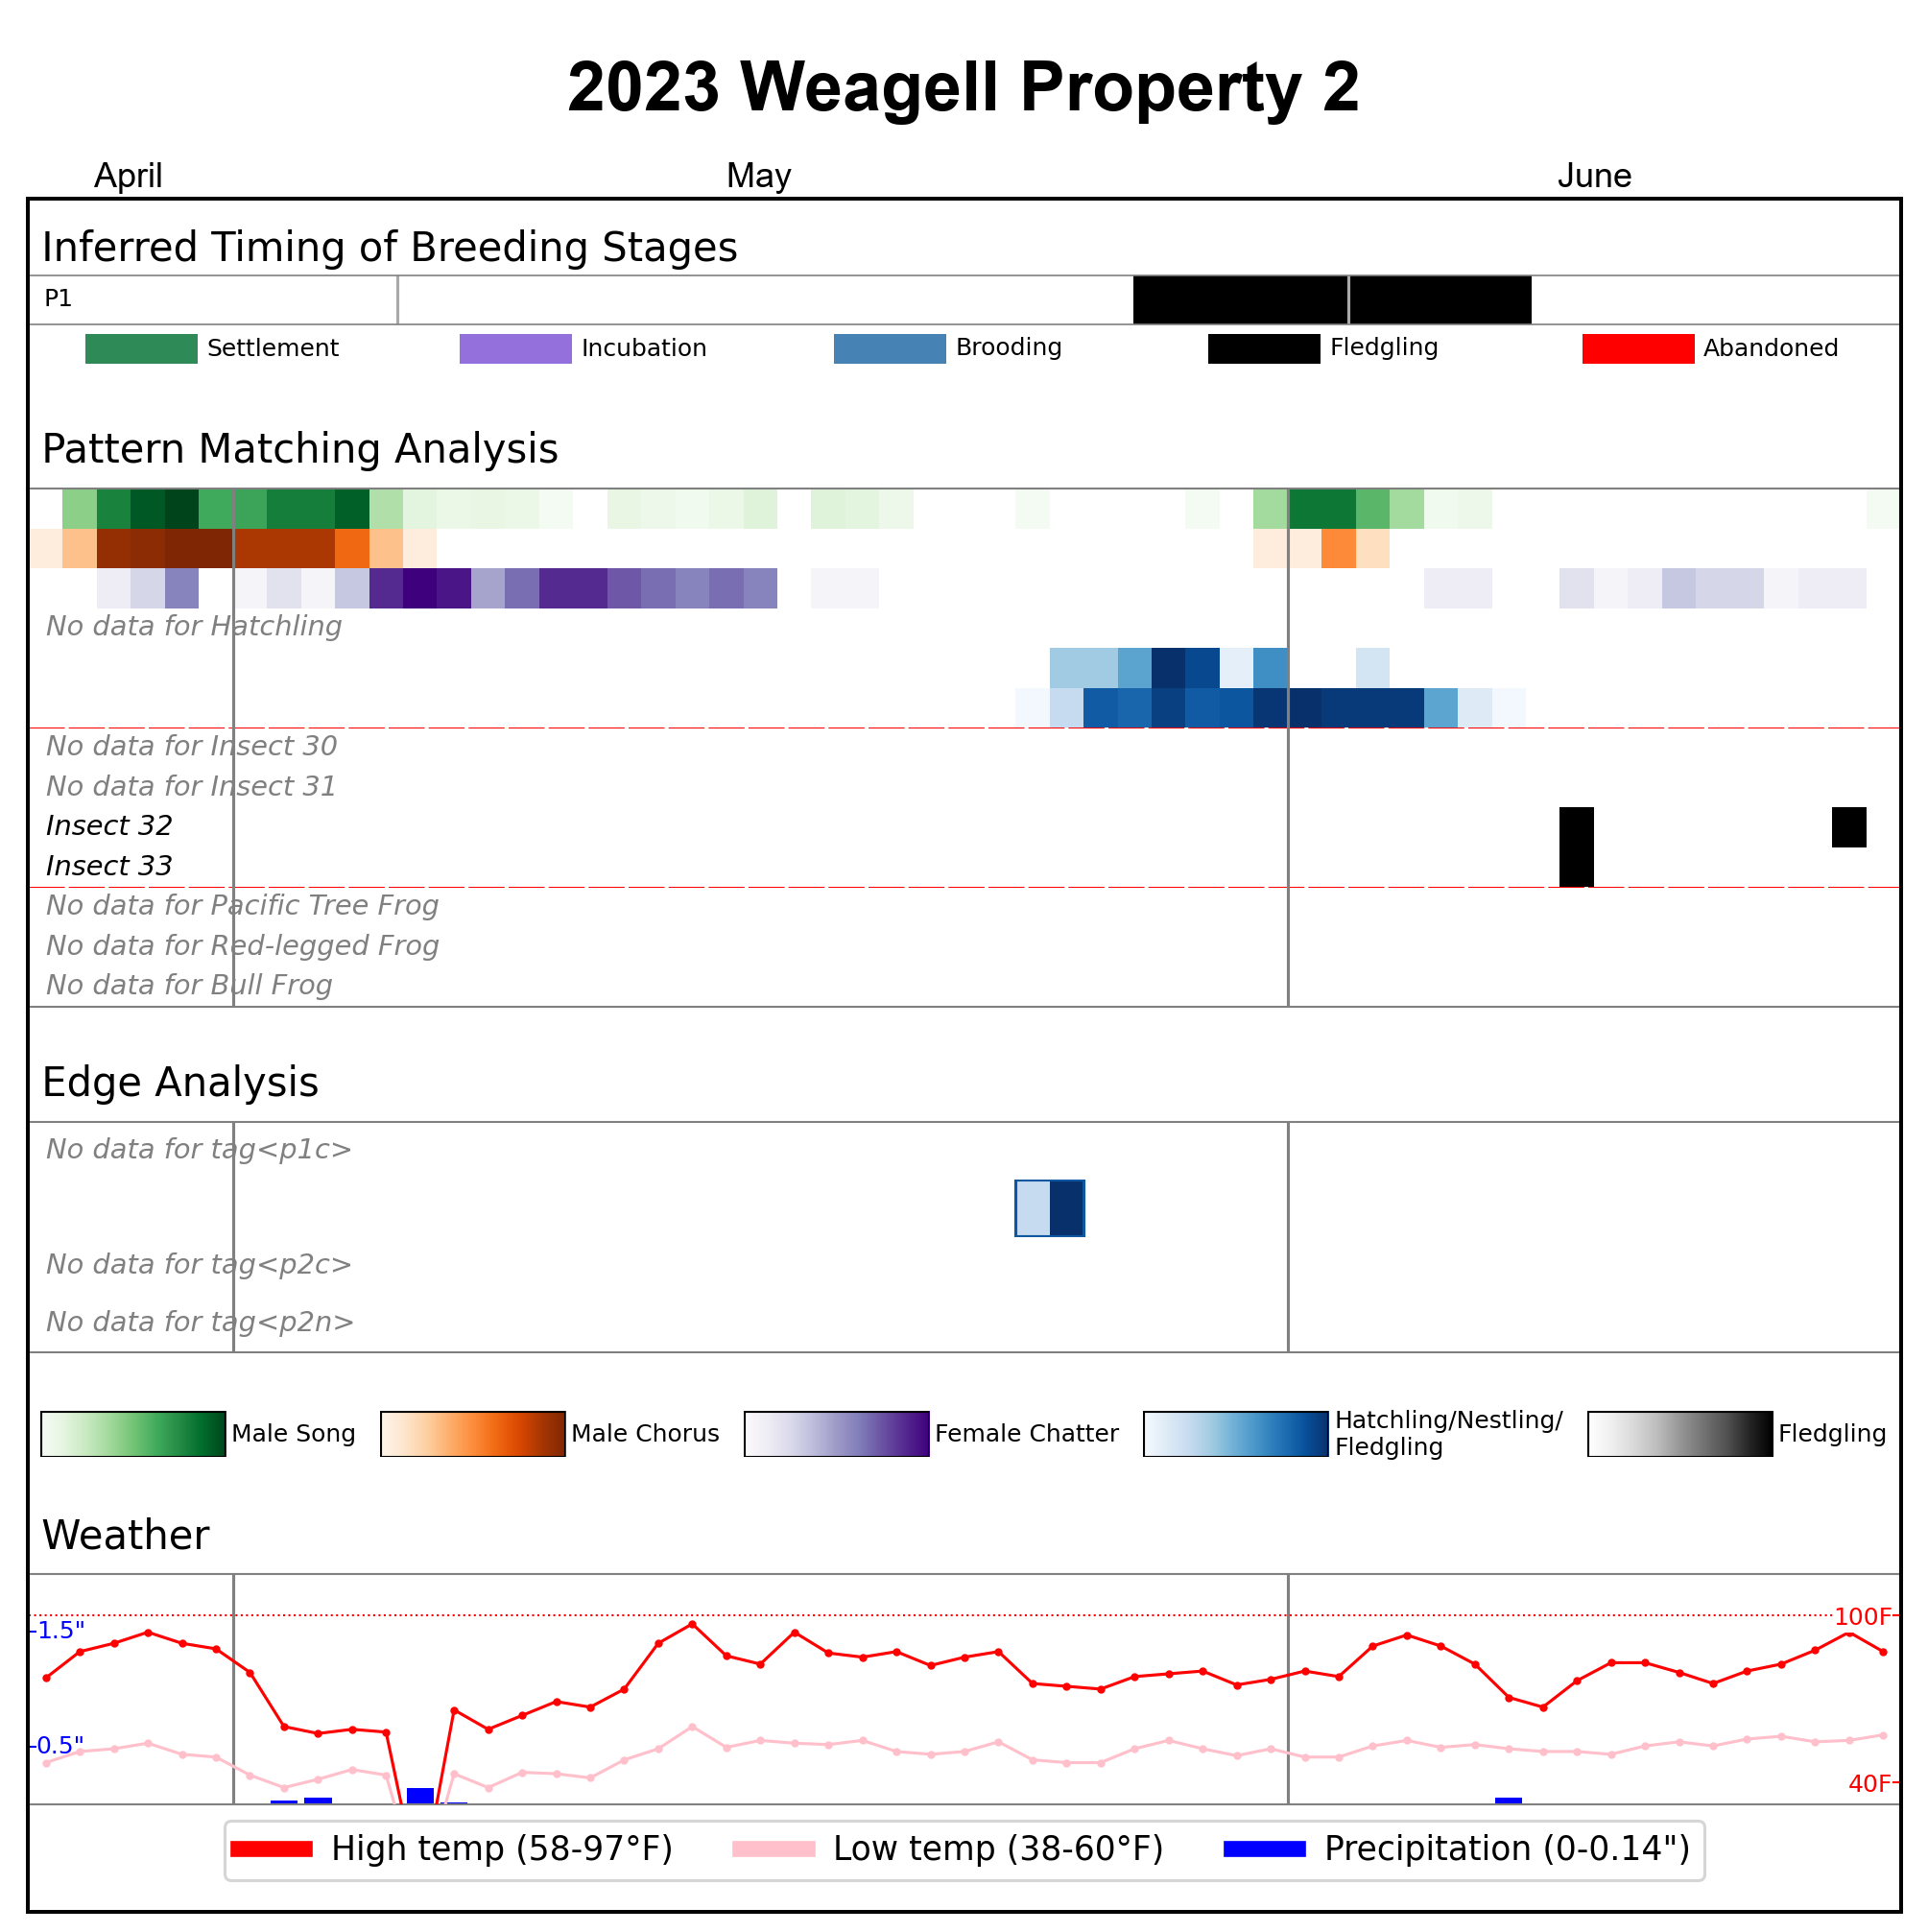 2023 Weagell Property 2
April May June
Inferred Timing of Breeding Stages
P1
Settlement Incubation Brooding Fledgling Abandoned
Pattern Matching Analysis
No data for Hatchling
No data for Insect 30
No data for Insect 31
Insect 32
Insect 33
No data for Pacific Tree Frog
No data for Red-legged Frog
No data for Bull Frog
Edge Analysis
No data for tag<p1c>
No data for tag<p2c>
No data for tag<p2n>
Male Song Male Chorus Female Chatter Hatchling/Nestling/
Fledgling Fledgling
Weather
1.5" 100F
0.5" 40F
High temp (58-97°F) Low temp (38-60°F) Precipitation (0-0.14")